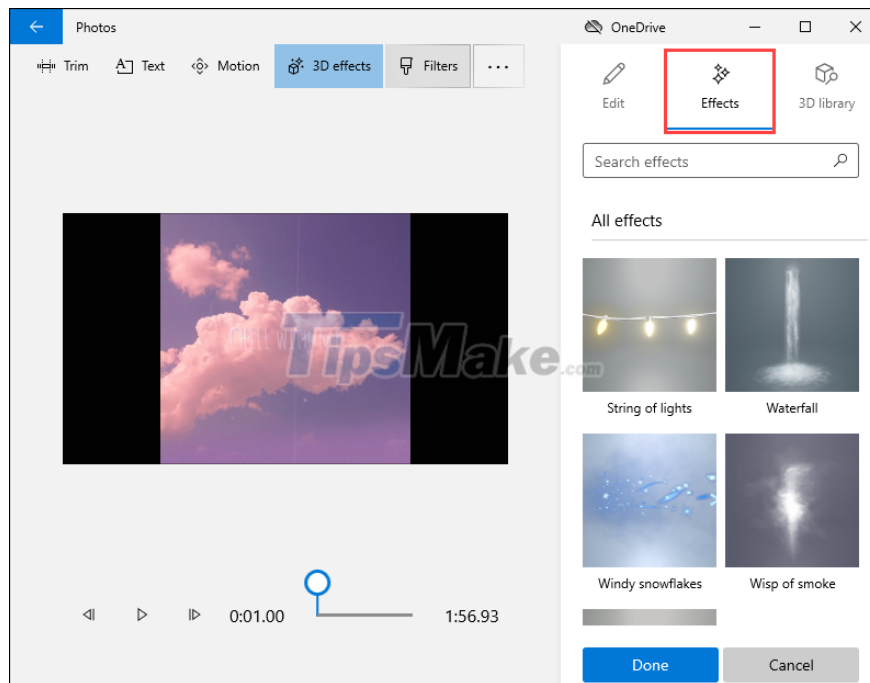 Photos
OneDrive
Trim
Text
Motion
3D effects
Filters
Edit
Effects
3D library
Search effects
All effects
TipsMake.com
String of lights
Waterfall
Windy snowflakes
Wisp of smoke
0:01.00
1:56.93
Done
Cancel